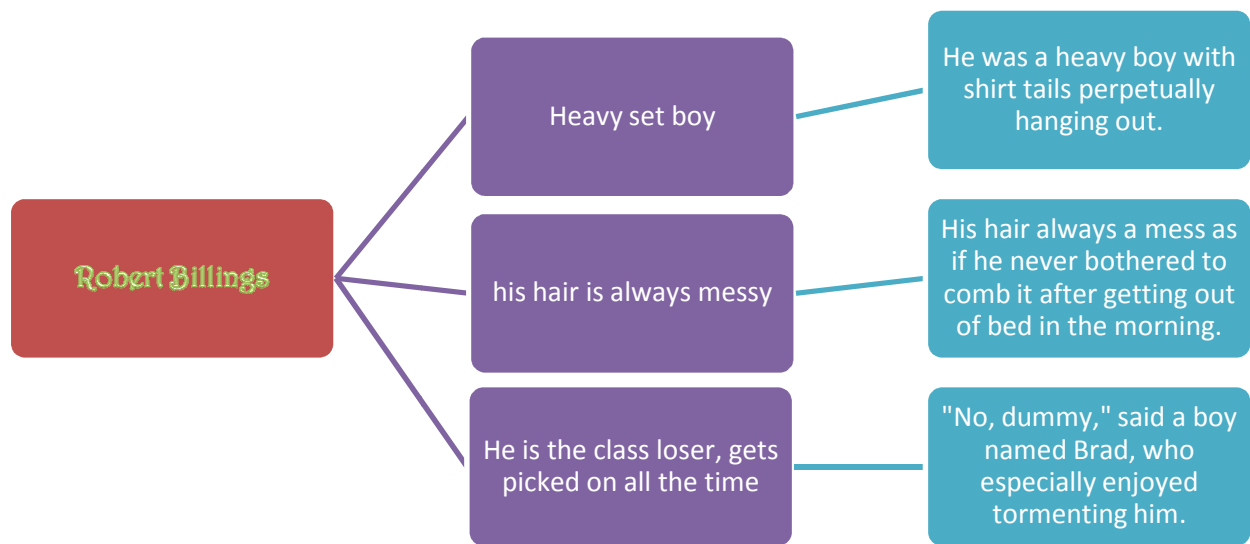 Robert Billings
Heavy set boy
He was a heavy boy with
shirt tails perpetually
hanging out.
his hair is always messy
His hair always a mess as
if he never bothered to
comb it after getting out
of bed in the morning.
He is the class loser, gets
picked on all the time
"No, dummy," said a boy
named Brad, who
especially enjoyed
tormenting him.